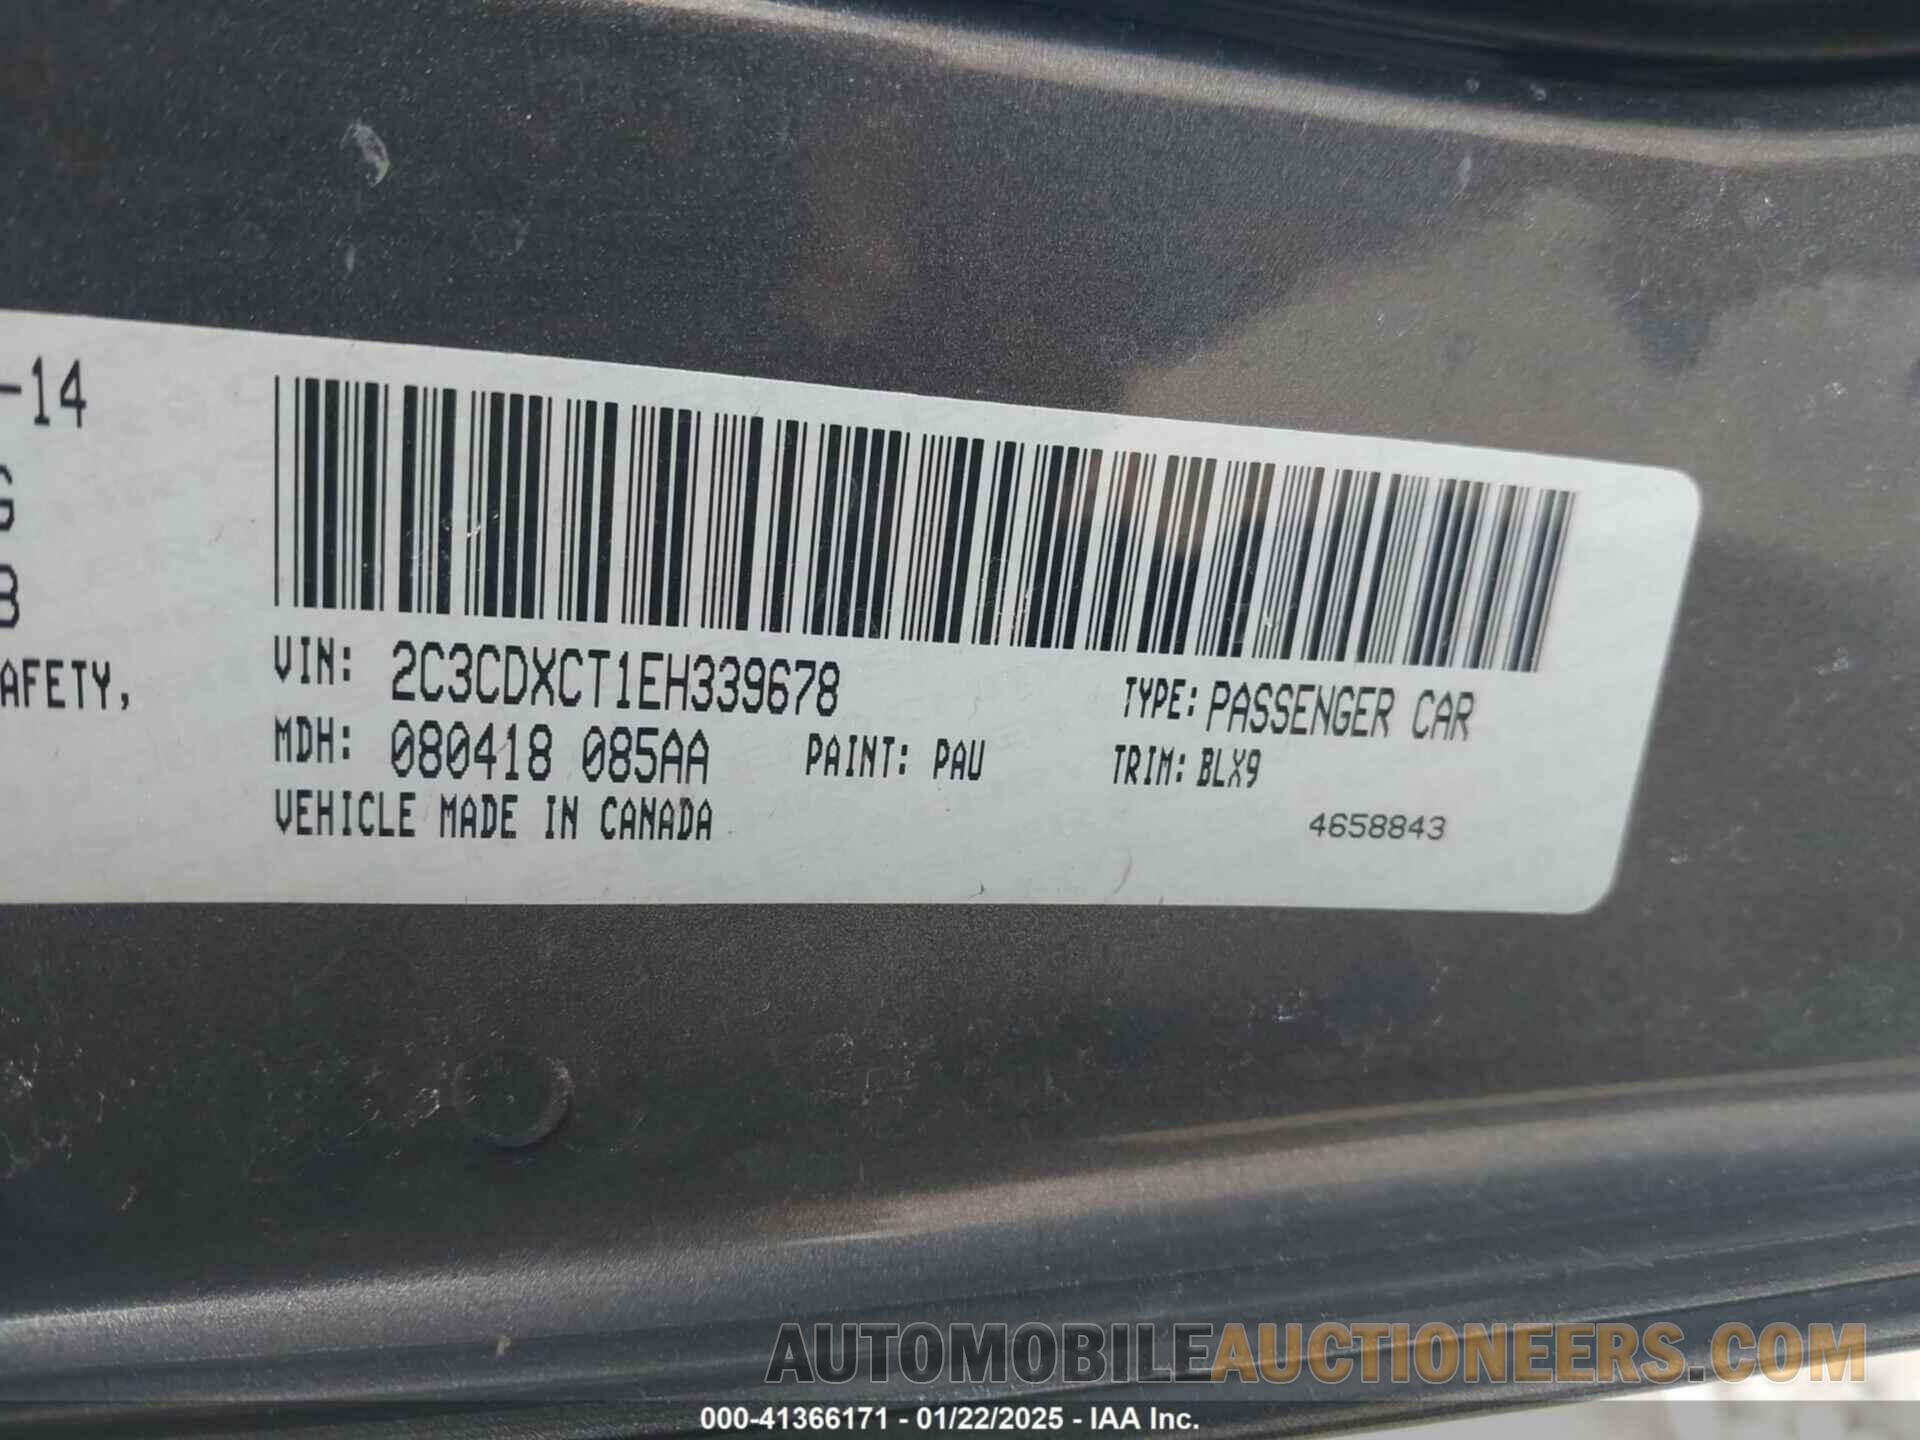 -14
G
B
AFETY,
VIN: 2C3CDXCT1EH339678
TYPE: PASSENGER CAR
MDH: 080418 085AA
PAINT: PAU
TRIM: BLX9
VEHICLE MADE IN CANADA
4658843
AUTOMOBILEAUCTIONEERS.COM
000-41366171 - 01/22/2025 - IAA Inc.